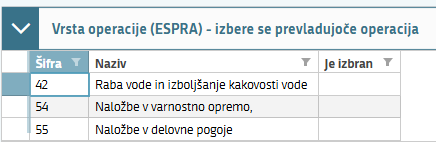 Vrsta operacije (ESPRA) - izbere se prevladujoče operacija
Šifra Naziv Je izbran
42 Raba vode in izboljšanje kakovosti vode
54 Naložbe v varnostno opremo,
55 Naložbe v delovne pogoje